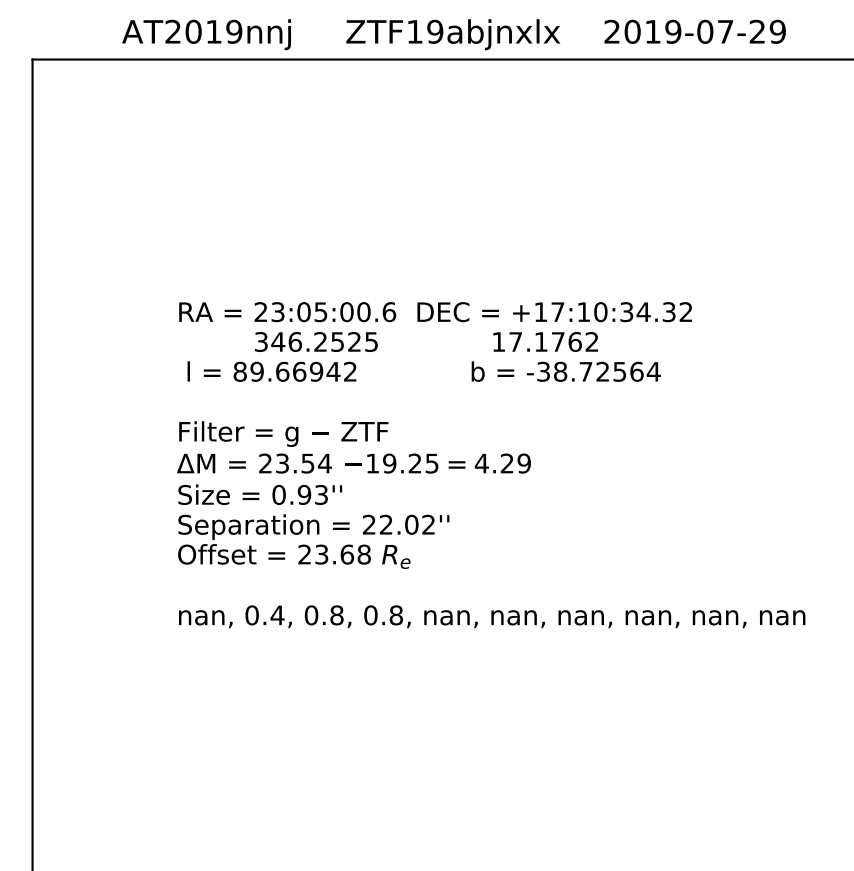 AT2019nnj ZTF19abjnxlx 2019-07-29
RA = 23:05:00.6 DEC = +17:10:34.32
346.2525 17.1762
l = 89.66942 b = -38.72564
Filter = g − ZTF
ΔM = 23.54 −19.25 = 4.29
Size = 0.93''
Separation = 22.02''
Offset = 23.68 Rₑ
nan, 0.4, 0.8, 0.8, nan, nan, nan, nan, nan, nan